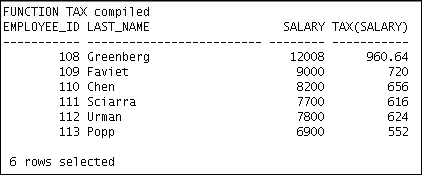 FUNCTION TAX compiled
EMPLOYEE_ID LAST_NAME                     SALARY TAX(SALARY)
----------- ------------------------- ---------- -----------
        108 Greenberg                      12008      960.64
        109 Faviet                          9000         720
        110 Chen                            8200         656
        111 Sciarra                         7700         616
        112 Urman                           7800         624
        113 Popp                            6900         552
6 rows selected